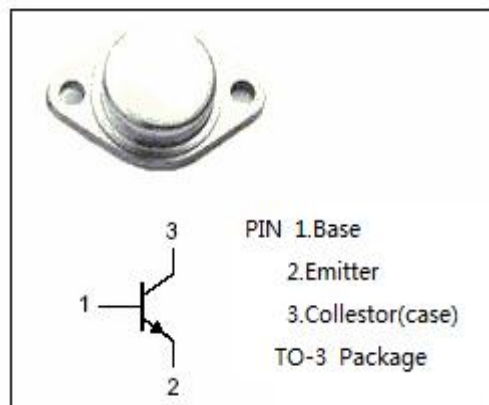 3
1
2
PIN 1.Base
2.Emitter
3.Collestor(case)
TO-3 Package